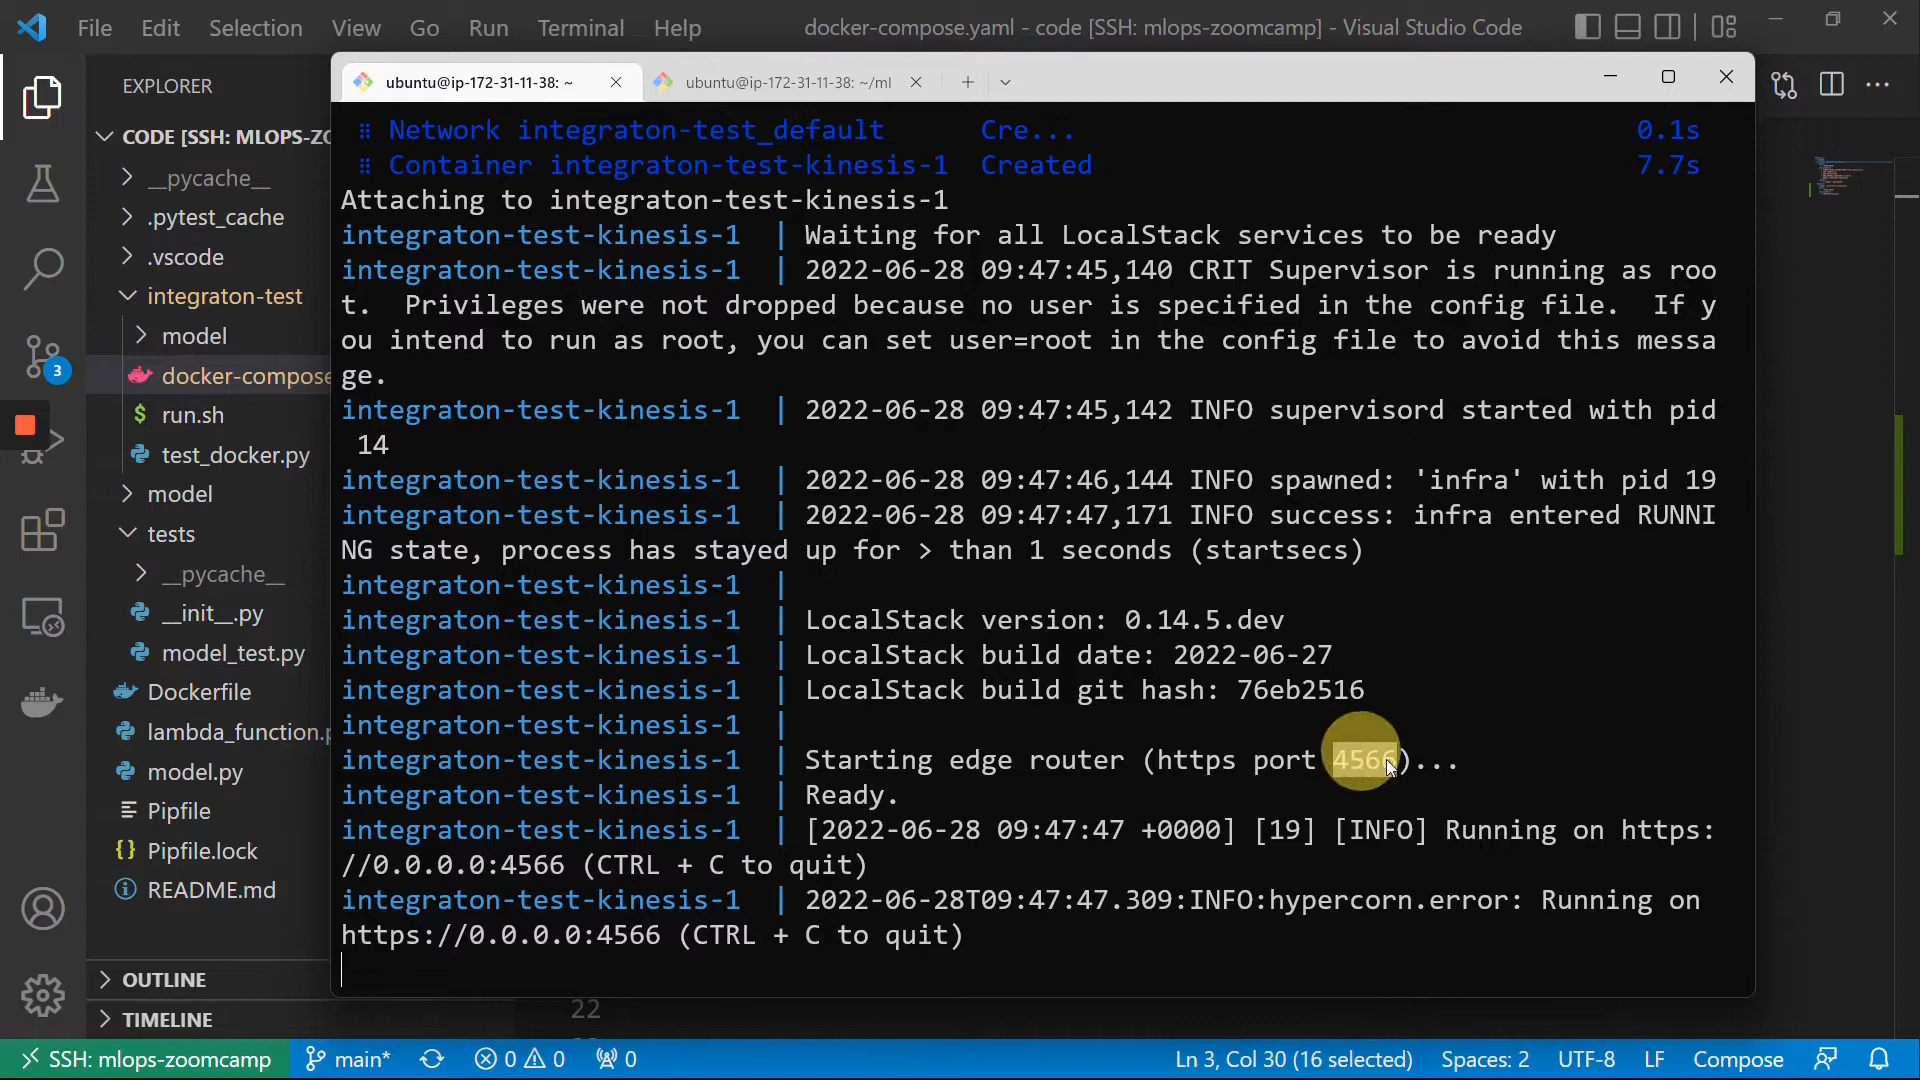 File Edit Selection View Go Run Terminal Help docker-compose.yaml - code [SSH: mlops-zoomcamp] - Visual Studio Code
EXPLORER
CODE [SSH: MLOPS-ZO
__pycache__
.pytest_cache
.vscode
integraton-test
model
docker-compose
run.sh
test_docker.py
model
tests
__pycache__
__init__.py
model_test.py
Dockerfile
lambda_function.p
model.py
Pipfile
Pipfile.lock
README.md
OUTLINE
TIMELINE
3
ubuntu@ip-172-31-11-38: ~ ubuntu@ip-172-31-11-38: ~/ml
Network integraton-test_default Cre... 0.1s
Container integraton-test-kinesis-1 Created 7.7s
Attaching to integraton-test-kinesis-1
integraton-test-kinesis-1 | Waiting for all LocalStack services to be ready
integraton-test-kinesis-1 | 2022-06-28 09:47:45,140 CRIT Supervisor is running as roo
t. Privileges were not dropped because no user is specified in the config file. If y
ou intend to run as root, you can set user=root in the config file to avoid this messa
ge.
integraton-test-kinesis-1 | 2022-06-28 09:47:45,142 INFO supervisord started with pid
14
integraton-test-kinesis-1 | 2022-06-28 09:47:46,144 INFO spawned: 'infra' with pid 19
integraton-test-kinesis-1 | 2022-06-28 09:47:47,171 INFO success: infra entered RUNNI
NG state, process has stayed up for > than 1 seconds (startsecs)
integraton-test-kinesis-1 |
integraton-test-kinesis-1 | LocalStack version: 0.14.5.dev
integraton-test-kinesis-1 | LocalStack build date: 2022-06-27
integraton-test-kinesis-1 | LocalStack build git hash: 76eb2516
integraton-test-kinesis-1 |
integraton-test-kinesis-1 | Starting edge router (https port 4566)...
integraton-test-kinesis-1 | Ready.
integraton-test-kinesis-1 | [2022-06-28 09:47:47 +0000] [19] [INFO] Running on https:
//0.0.0.0:4566 (CTRL + C to quit)
integraton-test-kinesis-1 | 2022-06-28T09:47:47.309:INFO:hypercorn.error: Running on
https://0.0.0.0:4566 (CTRL + C to quit)
22
SSH: mlops-zoomcamp main* 0 0 0 Ln 3, Col 30 (16 selected) Spaces: 2 UTF-8 LF Compose